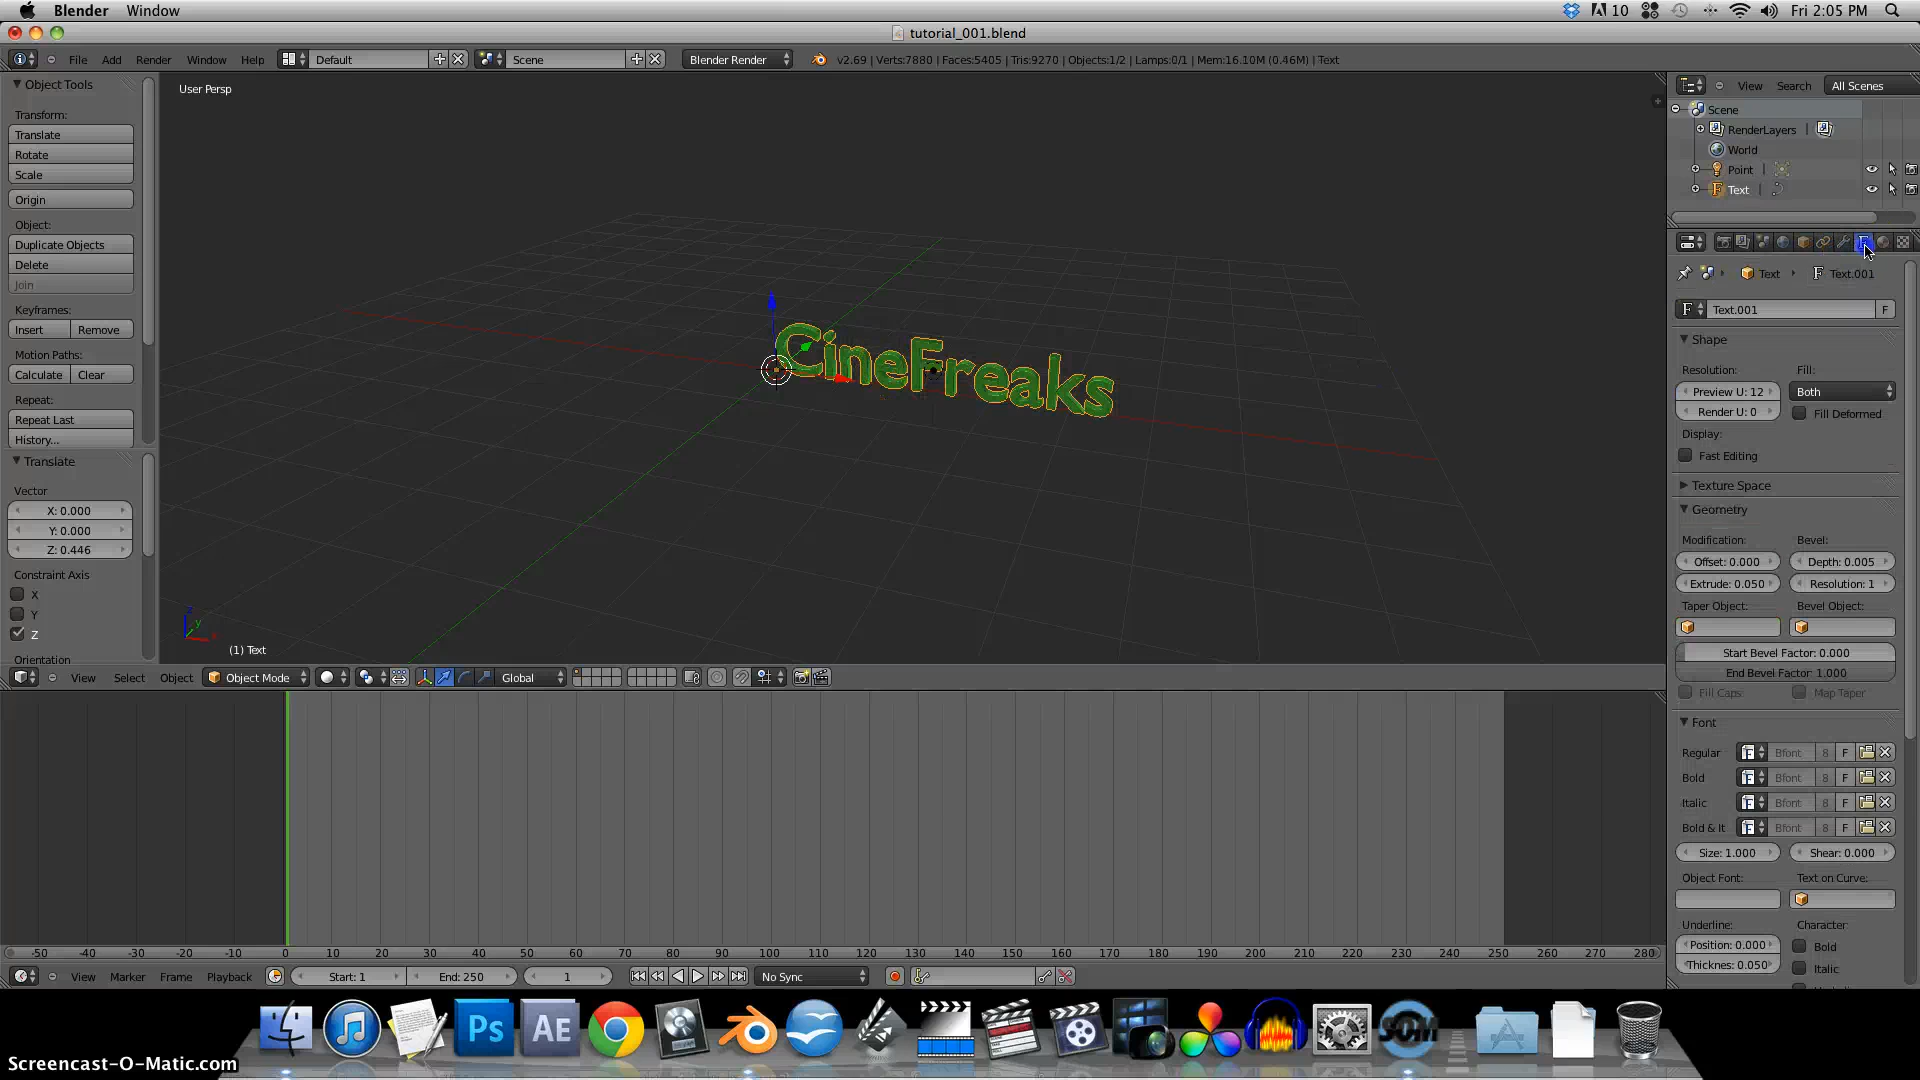 Blender Window
A 10 Fri 2:05 PM
tutorial_001.blend
File Add Render Window Help Default Scene Blender Render v2.69 | Verts:7880 | Faces:5405 | Tris:9270 | Objects:1/2 | Lamps:0/1 | Mem:16.10M (0.46M) | Text
Object Tools
Transform:
Translate
Rotate
Scale
Origin
Object:
Duplicate Objects
Delete
Join
Keyframes:
Insert Remove
Motion Paths:
Calculate Clear
Repeat:
Repeat Last
History...
Translate
Vector
X: 0.000
Y: 0.000
Z: 0.446
Constraint Axis
X
Y
Z
Orientation
User Persp
CineFreaks
z
y
x
(1) Text
View Select Object Object Mode Global
View Search All Scenes
Scene
RenderLayers |
World
Point |
Text |
Text F Text.001
F Text.001 F
Shape
Resolution: Fill:
Preview U: 12 Both
Render U: 0 Fill Deformed
Display:
Fast Editing
Texture Space
Geometry
Modification: Bevel:
Offset: 0.000 Depth: 0.005
Extrude: 0.050 Resolution: 1
Taper Object: Bevel Object:
Start Bevel Factor: 0.000
End Bevel Factor: 1.000
Fill Caps Map Taper
Font
Regular Bfont 8 F
Bold Bfont 8 F
Italic Bfont 8 F
Bold & It Bfont 8 F
Size: 1.000 Shear: 0.000
Object Font: Text on Curve:
Underline: Character:
Position: 0.000 Bold
Thicknes: 0.050 Italic
-50 -40 -30 -20 -10 0 10 20 30 40 50 60 70 80 90 100 110 120 130 140 150 160 170 180 190 200 210 220 230 240 250 260 270 280
View Marker Frame Playback Start: 1 End: 250 1 No Sync
Ps AE SOM
Screencast-O-Matic.com